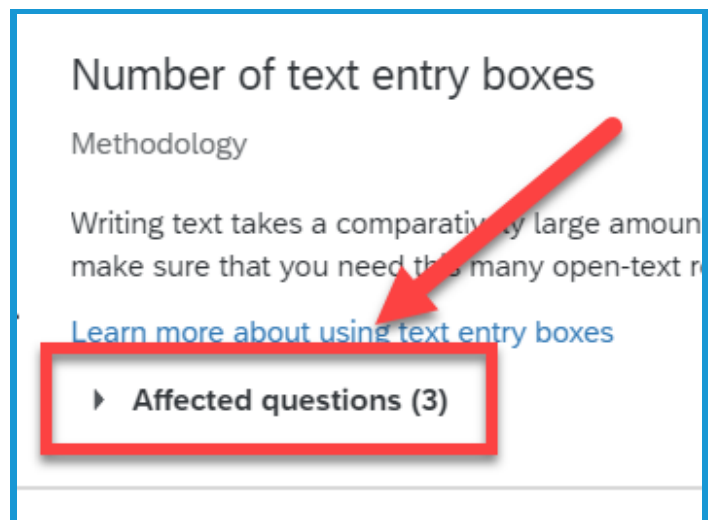 Number of text entry boxes
Methodology
Writing text takes a comparatively large amoun
make sure that you need this many open-text r
Learn more about using text entry boxes
Affected questions (3)